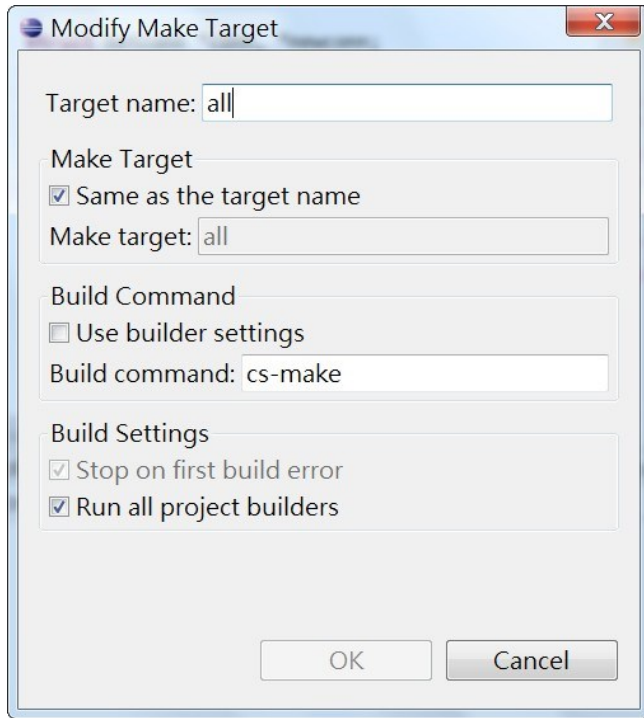 Modify Make Target
Target name: all
Make Target
Same as the target name
Make target: all
Build Command
Use builder settings
Build command: cs-make
Build Settings
Stop on first build error
Run all project builders
OK Cancel